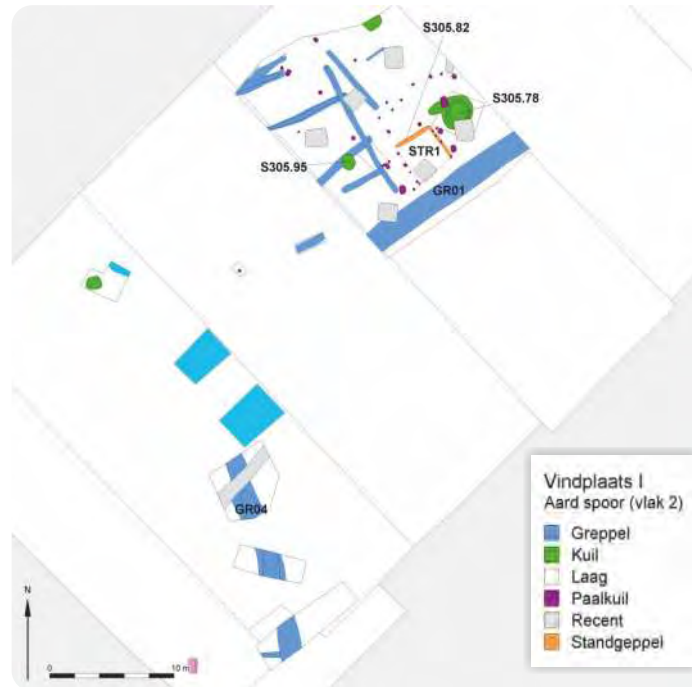 S305.82
S305.78
STR1
S305.95
GR01
GR04
Vindplaats I
Aard spoor (vlak 2)
Greppel
Kuil
Laag
Paalkuil
Recent
Standgeppel
N
0 10 m